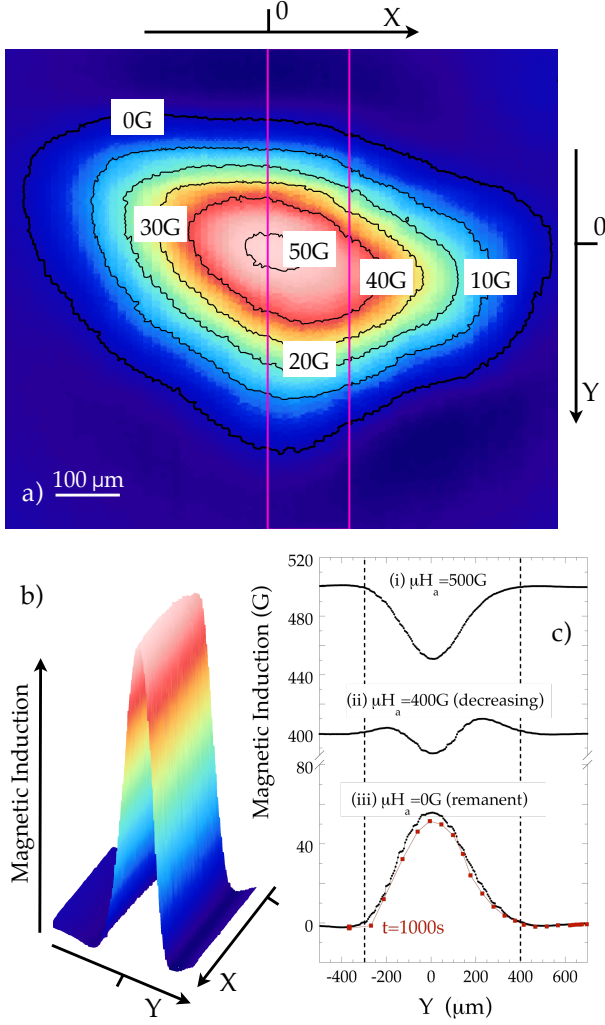 0
X
0G
30G
50G
40G
10G
20G
0
Y
a) 100 µm
b)
Magnetic Induction
Y
X
Magnetic Induction (G)
520
480
440
400
80
40
0
(i) µHa=500G
c)
(ii) µHa=400G (decreasing)
(iii) µHa=0G (remanent)
t=1000s
-400 -200 0 200 400 600
Y (µm)